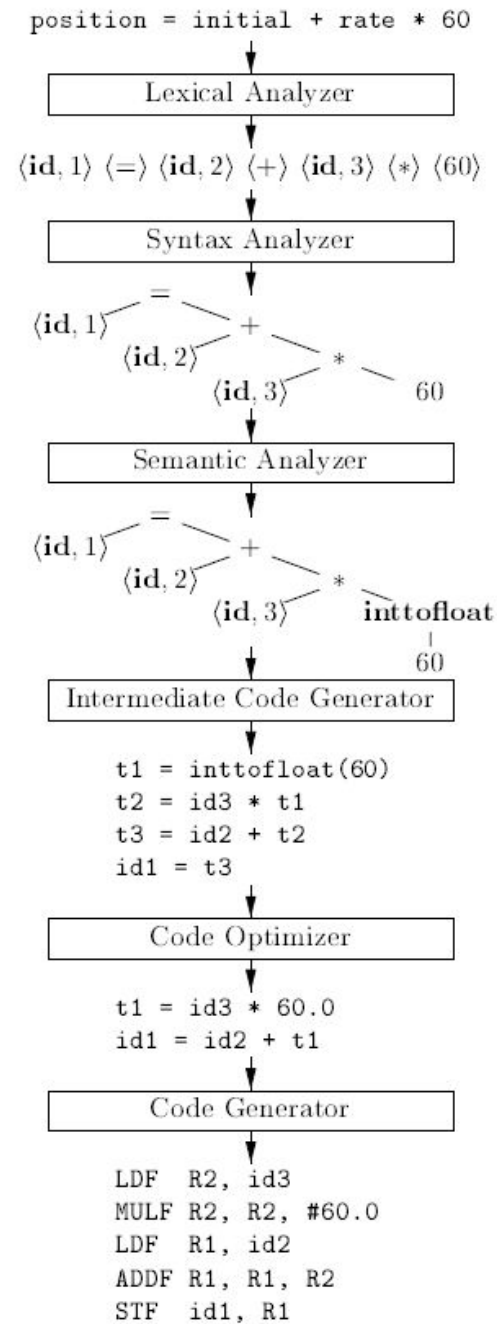 position = initial + rate * 60
Lexical Analyzer
⟨id, 1⟩ ⟨=⟩ ⟨id, 2⟩ ⟨+⟩ ⟨id, 3⟩ ⟨*⟩ ⟨60⟩
Syntax Analyzer
=
⟨id, 1⟩ +
⟨id, 2⟩ *
⟨id, 3⟩ 60
Semantic Analyzer
=
⟨id, 1⟩ +
⟨id, 2⟩ *
⟨id, 3⟩ inttofloat
60
Intermediate Code Generator
t1 = inttofloat(60)
t2 = id3 * t1
t3 = id2 + t2
id1 = t3
Code Optimizer
t1 = id3 * 60.0
id1 = id2 + t1
Code Generator
LDF R2, id3
MULF R2, R2, #60.0
LDF R1, id2
ADDF R1, R1, R2
STF id1, R1